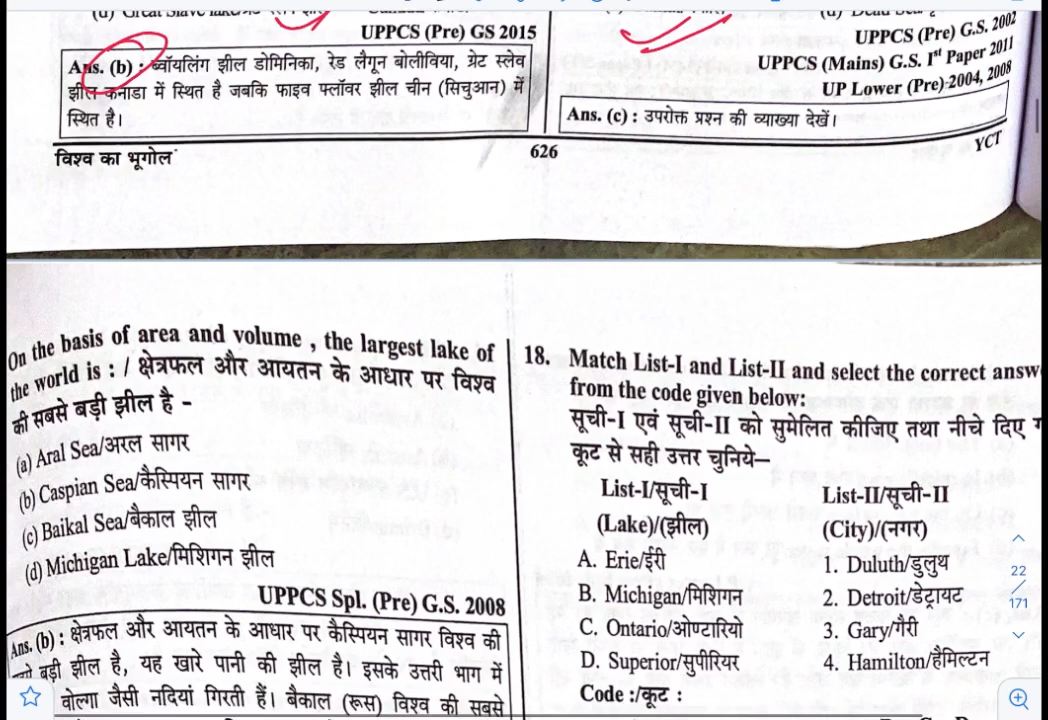 UPPCS (Pre) GS 2015
Ans. (b) : ब्वॉयलिंग झील डोमिनिका, रेड लैगून बोलीविया, ग्रेट स्लेव
झील कनाडा में स्थित है जबकि फाइव फ्लॉवर झील चीन (सिचुआन) में
स्थित है।
विश्व का भूगोल
626
UPPCS (Pre) G.S. 2002
UPPCS (Mains) G.S. Ist Paper 2011
UP Lower (Pre) 2004, 2008
Ans. (c) : उपरोक्त प्रश्न की व्याख्या देखें।
YCT
On the basis of area and volume , the largest lake of
the world is : / क्षेत्रफल और आयतन के आधार पर विश्व
की सबसे बड़ी झील है –
(a) Aral Sea/अरल सागर
(b) Caspian Sea/कैस्पियन सागर
(c) Baikal Sea/बैकाल झील
(d) Michigan Lake/मिशिगन झील
UPPCS Spl. (Pre) G.S. 2008
Ans. (b) : क्षेत्रफल और आयतन के आधार पर कैस्पियन सागर विश्व की
बड़ी झील है, यह खारे पानी की झील है। इसके उत्तरी भाग में
वोल्गा जैसी नदियां गिरती हैं। बैकाल (रूस) विश्व की सबसे
18. Match List-I and List-II and select the correct answ
from the code given below:
सूची-I एवं सूची-II को सुमेलित कीजिए तथा नीचे दिए
कूट से सही उत्तर चुनिये–
List-I/सूची-I List-II/सूची-II
(Lake)/(झील) (City)/(नगर)
A. Erie/ईरी 1. Duluth/डुलुथ
B. Michigan/मिशिगन 2. Detroit/डेट्रायट
C. Ontario/ओण्टारियो 3. Gary/गैरी
D. Superior/सुपीरियर 4. Hamilton/हैमिल्टन
Code :/कूट :
22
171